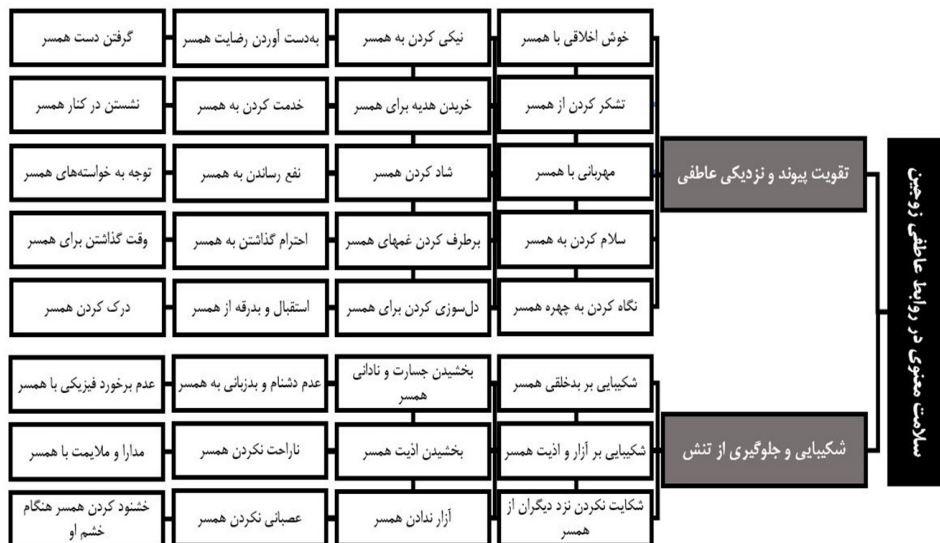 سلامت معنوی در روابط عاطفی زوجین
تقویت پیوند و نزدیکی عاطفی
خوش اخلاقی با همسر
نیکی کردن به همسر
به‌دست آوردن رضایت همسر
گرفتن دست همسر
تشکر کردن از همسر
خریدن هدیه برای همسر
خدمت کردن به همسر
نشستن در کنار همسر
مهربانی با همسر
شاد کردن همسر
نفع رساندن به همسر
توجه به خواسته‌های همسر
سلام کردن به همسر
برطرف کردن غمهای همسر
احترام گذاشتن به همسر
وقت گذاشتن برای همسر
نگاه کردن به چهره همسر
دل‌سوزی کردن برای همسر
استقبال و بدرقه از همسر
درک کردن همسر
شکیبایی و جلوگیری از تنش
شکیبایی بر بدخلقی همسر
بخشیدن جسارت و نادانی
همسر
عدم دشنام و بدزبانی به همسر
عدم برخورد فیزیکی با همسر
شکیبایی بر آزار و اذیت همسر
بخشیدن اذیت همسر
ناراحت نکردن همسر
مدارا و ملایمت با همسر
شکایت نکردن نزد دیگران از
همسر
آزار ندادن همسر
عصبانی نکردن همسر
خشنود کردن همسر هنگام
خشم او